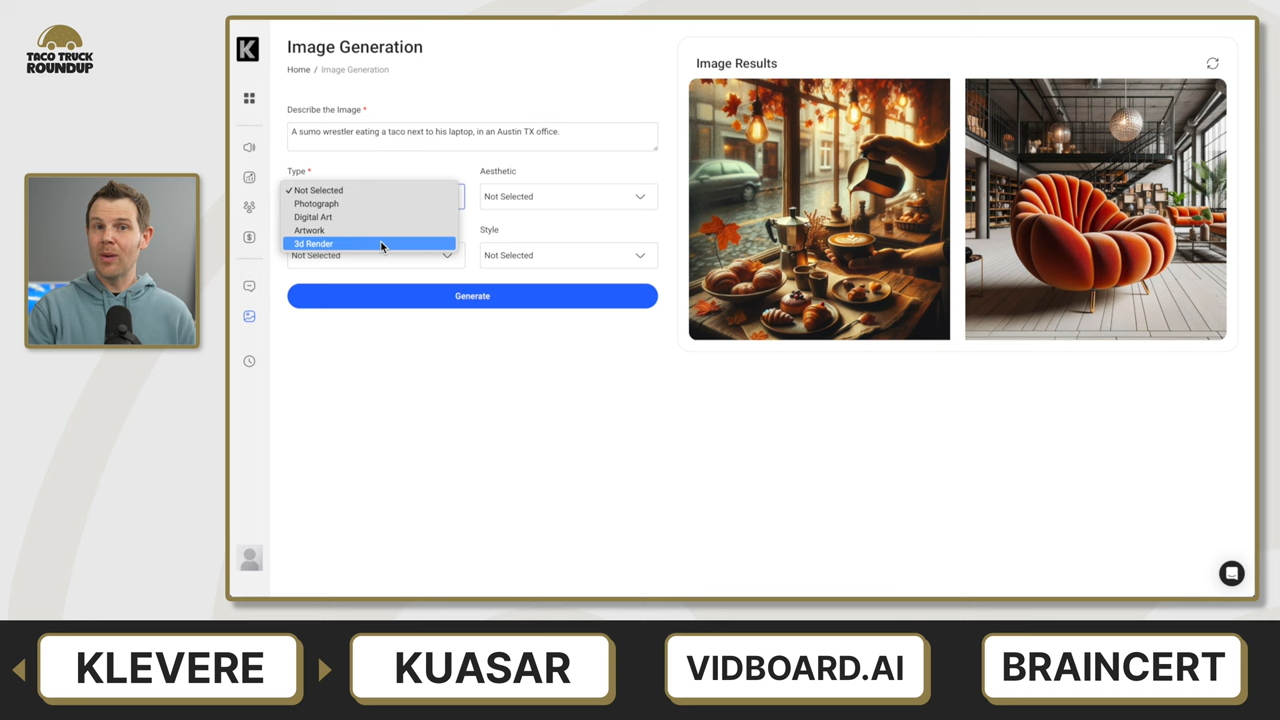 TACO TRUCK
ROUNDUP
K
Image Generation
Home / Image Generation
Describe the Image *
A sumo wrestler eating a taco next to his laptop, in an Austin TX office.
Type *
Aesthetic
✓ Not Selected
Photograph
Digital Art
Artwork
3d Render
Not Selected
Style
Not Selected
Not Selected
Generate
Image Results
KLEVERE
KUASAR
VIDBOARD.AI
BRAINCERT